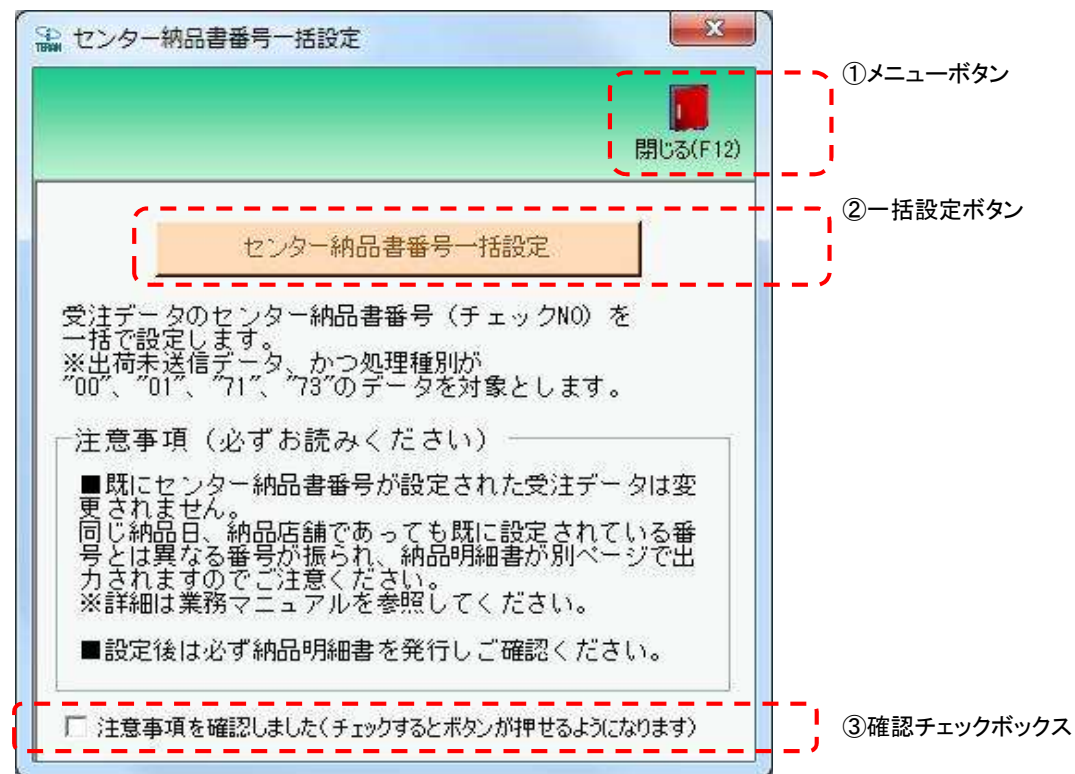 TERAN センター納品書番号一括設定
①メニューボタン
閉じる(F12)
②一括設定ボタン
センター納品書番号一括設定
受注データのセンター納品書番号（チェックNO）を
一括で設定します。
※出荷未送信データ、かつ処理種別が
"00"、"01"、"71"、"73"のデータを対象とします。
注意事項（必ずお読みください）
■既にセンター納品書番号が設定された受注データは変
更されません。
同じ納品日、納品店舗であっても既に設定されている番
号とは異なる番号が振られ、納品明細書が別ページで出
力されますのでご注意ください。
※詳細は業務マニュアルを参照してください。
■設定後は必ず納品明細書を発行しご確認ください。
注意事項を確認しました(チェックするとボタンが押せるようになります)
③確認チェックボックス